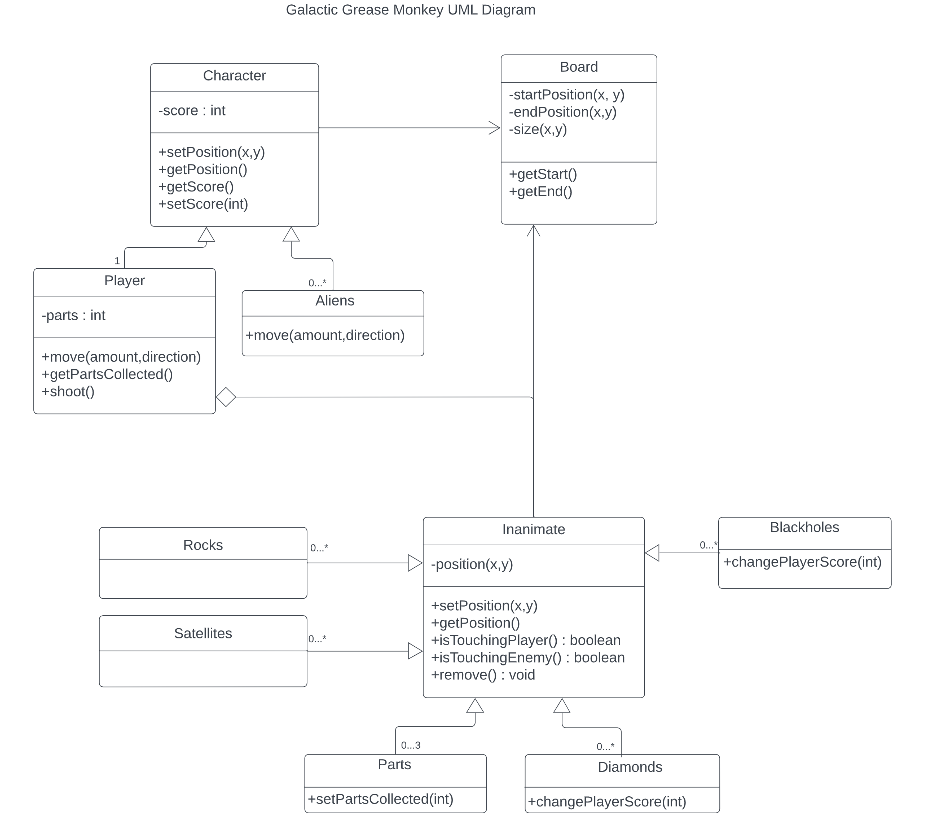 Galactic Grease Monkey UML Diagram
Character
-score : int
+setPosition(x,y)
+getPosition()
+getScore()
+setScore(int)
Board
-startPosition(x, y)
-endPosition(x,y)
-size(x,y)
+getStart()
+getEnd()
1
Player
-parts : int
+move(amount,direction)
+getPartsCollected()
+shoot()
0...*
Aliens
+move(amount,direction)
Rocks
0...*
Satellites
0...*
Inanimate
-position(x,y)
+setPosition(x,y)
+getPosition()
+isTouchingPlayer() : boolean
+isTouchingEnemy() : boolean
+remove() : void
0...*
Blackholes
+changePlayerScore(int)
0...3
Parts
+setPartsCollected(int)
0...*
Diamonds
+changePlayerScore(int)